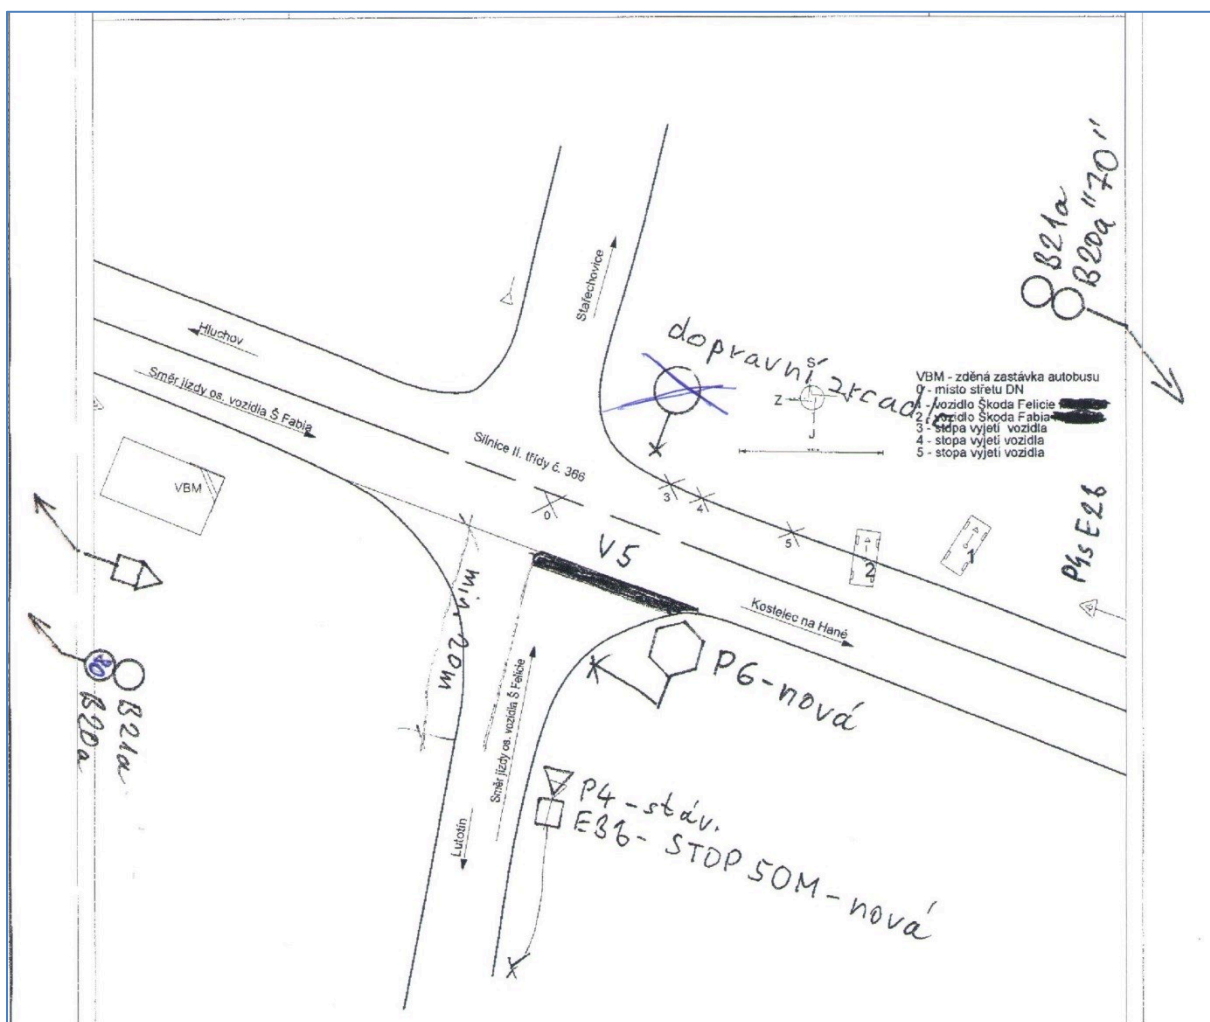 B21a
B20a "70"
Stařechovice
Hluchov
dopravní zrcadlo
Směr jízdy os. vozidla Š Fabia
S
Z
J
VBM - zděná zastávka autobusu
0 - místo střetu DN
1 - vozidlo Škoda Felicie
2 - vozidlo Škoda Fabia
3 - stopa vyjetí vozidla
4 - stopa vyjetí vozidla
5 - stopa vyjetí vozidla
Silnice II. třídy č. 366
VBM
3
4
0
5
1
2
V5
P4s E2b
min. 20m
Kostelec na Hané
P6 - nová
80
B20a
B21a
Směr jízdy os. vozidla Š Felicie
P4 - stáv.
E3b - STOP 50M - nová
Lutotín